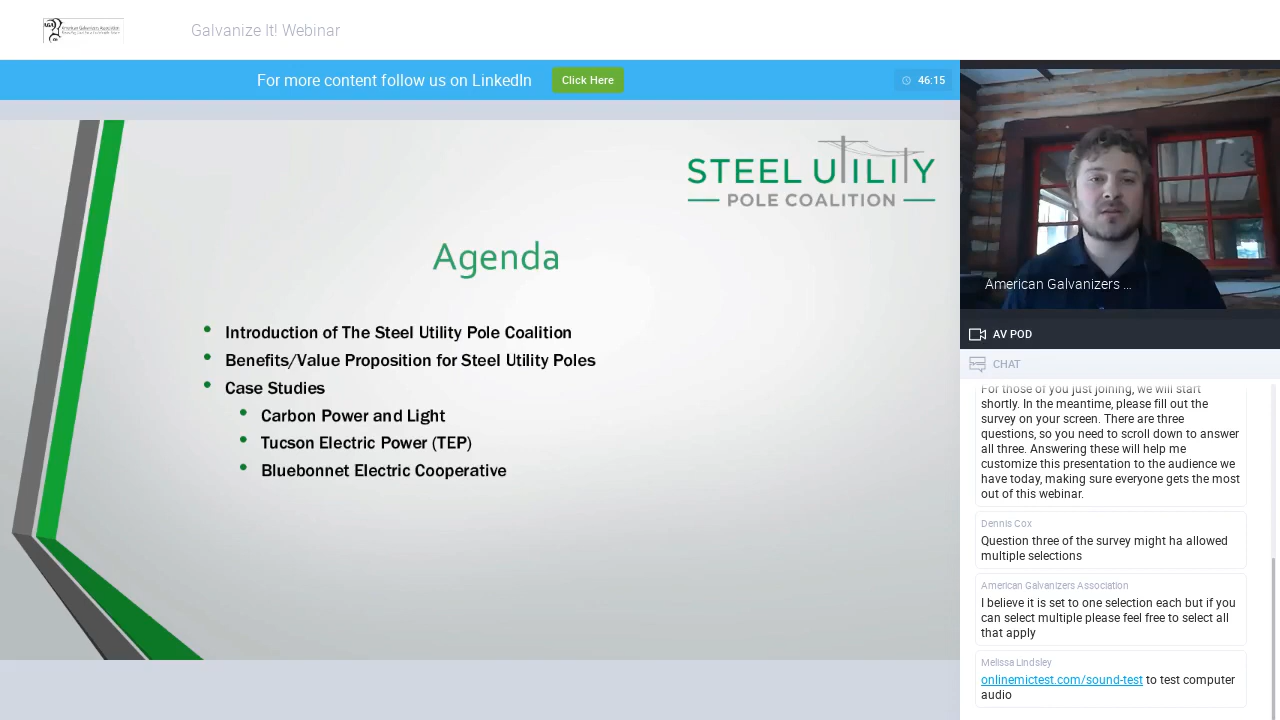 AGA
American Galvanizers Association
Galvanize It! Webinar
For more content follow us on LinkedIn
Click Here
46:15
STEEL UTILITY
POLE COALITION
Agenda
• Introduction of The Steel Utility Pole Coalition
• Benefits/Value Proposition for Steel Utility Poles
• Case Studies
• Carbon Power and Light
• Tucson Electric Power (TEP)
• Bluebonnet Electric Cooperative
American Galvanizers ...
AV POD
CHAT
For those of you just joining, we will start
shortly. In the meantime, please fill out the
survey on your screen. There are three
questions, so you need to scroll down to answer
all three. Answering these will help me
customize this presentation to the audience we
have today, making sure everyone gets the most
out of this webinar.
Dennis Cox
Question three of the survey might ha allowed
multiple selections
American Galvanizers Association
I believe it is set to one selection each but if you
can select multiple please feel free to select all
that apply
Melissa Lindsley
onlinemictest.com/sound-test to test computer
audio